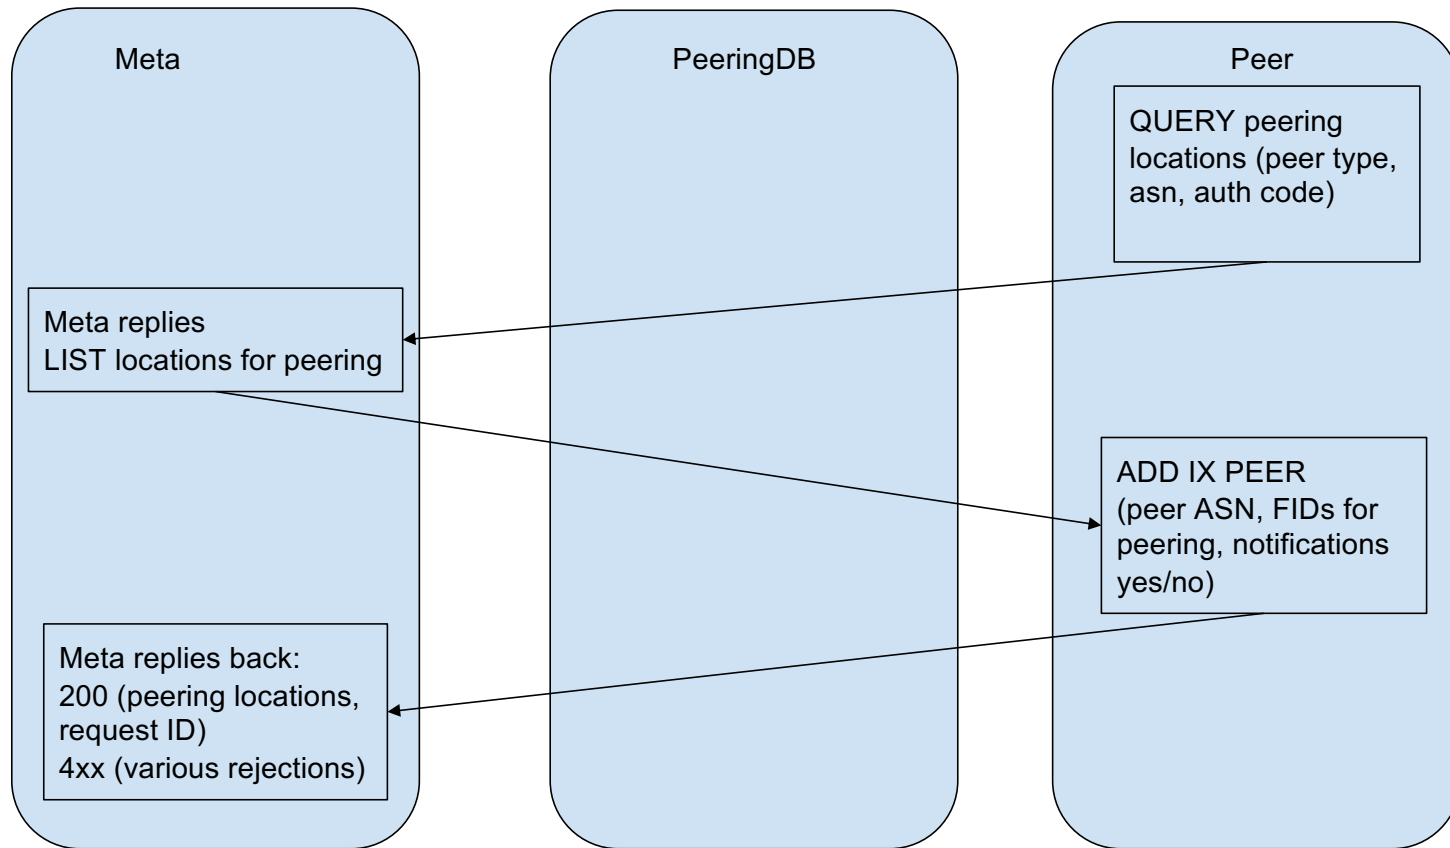 Meta
PeeringDB
Peer
QUERY peering
locations (peer type,
asn, auth code)
Meta replies
LIST locations for peering
ADD IX PEER
(peer ASN, FIDs for
peering, notifications
yes/no)
Meta replies back:
200 (peering locations,
request ID)
4xx (various rejections)